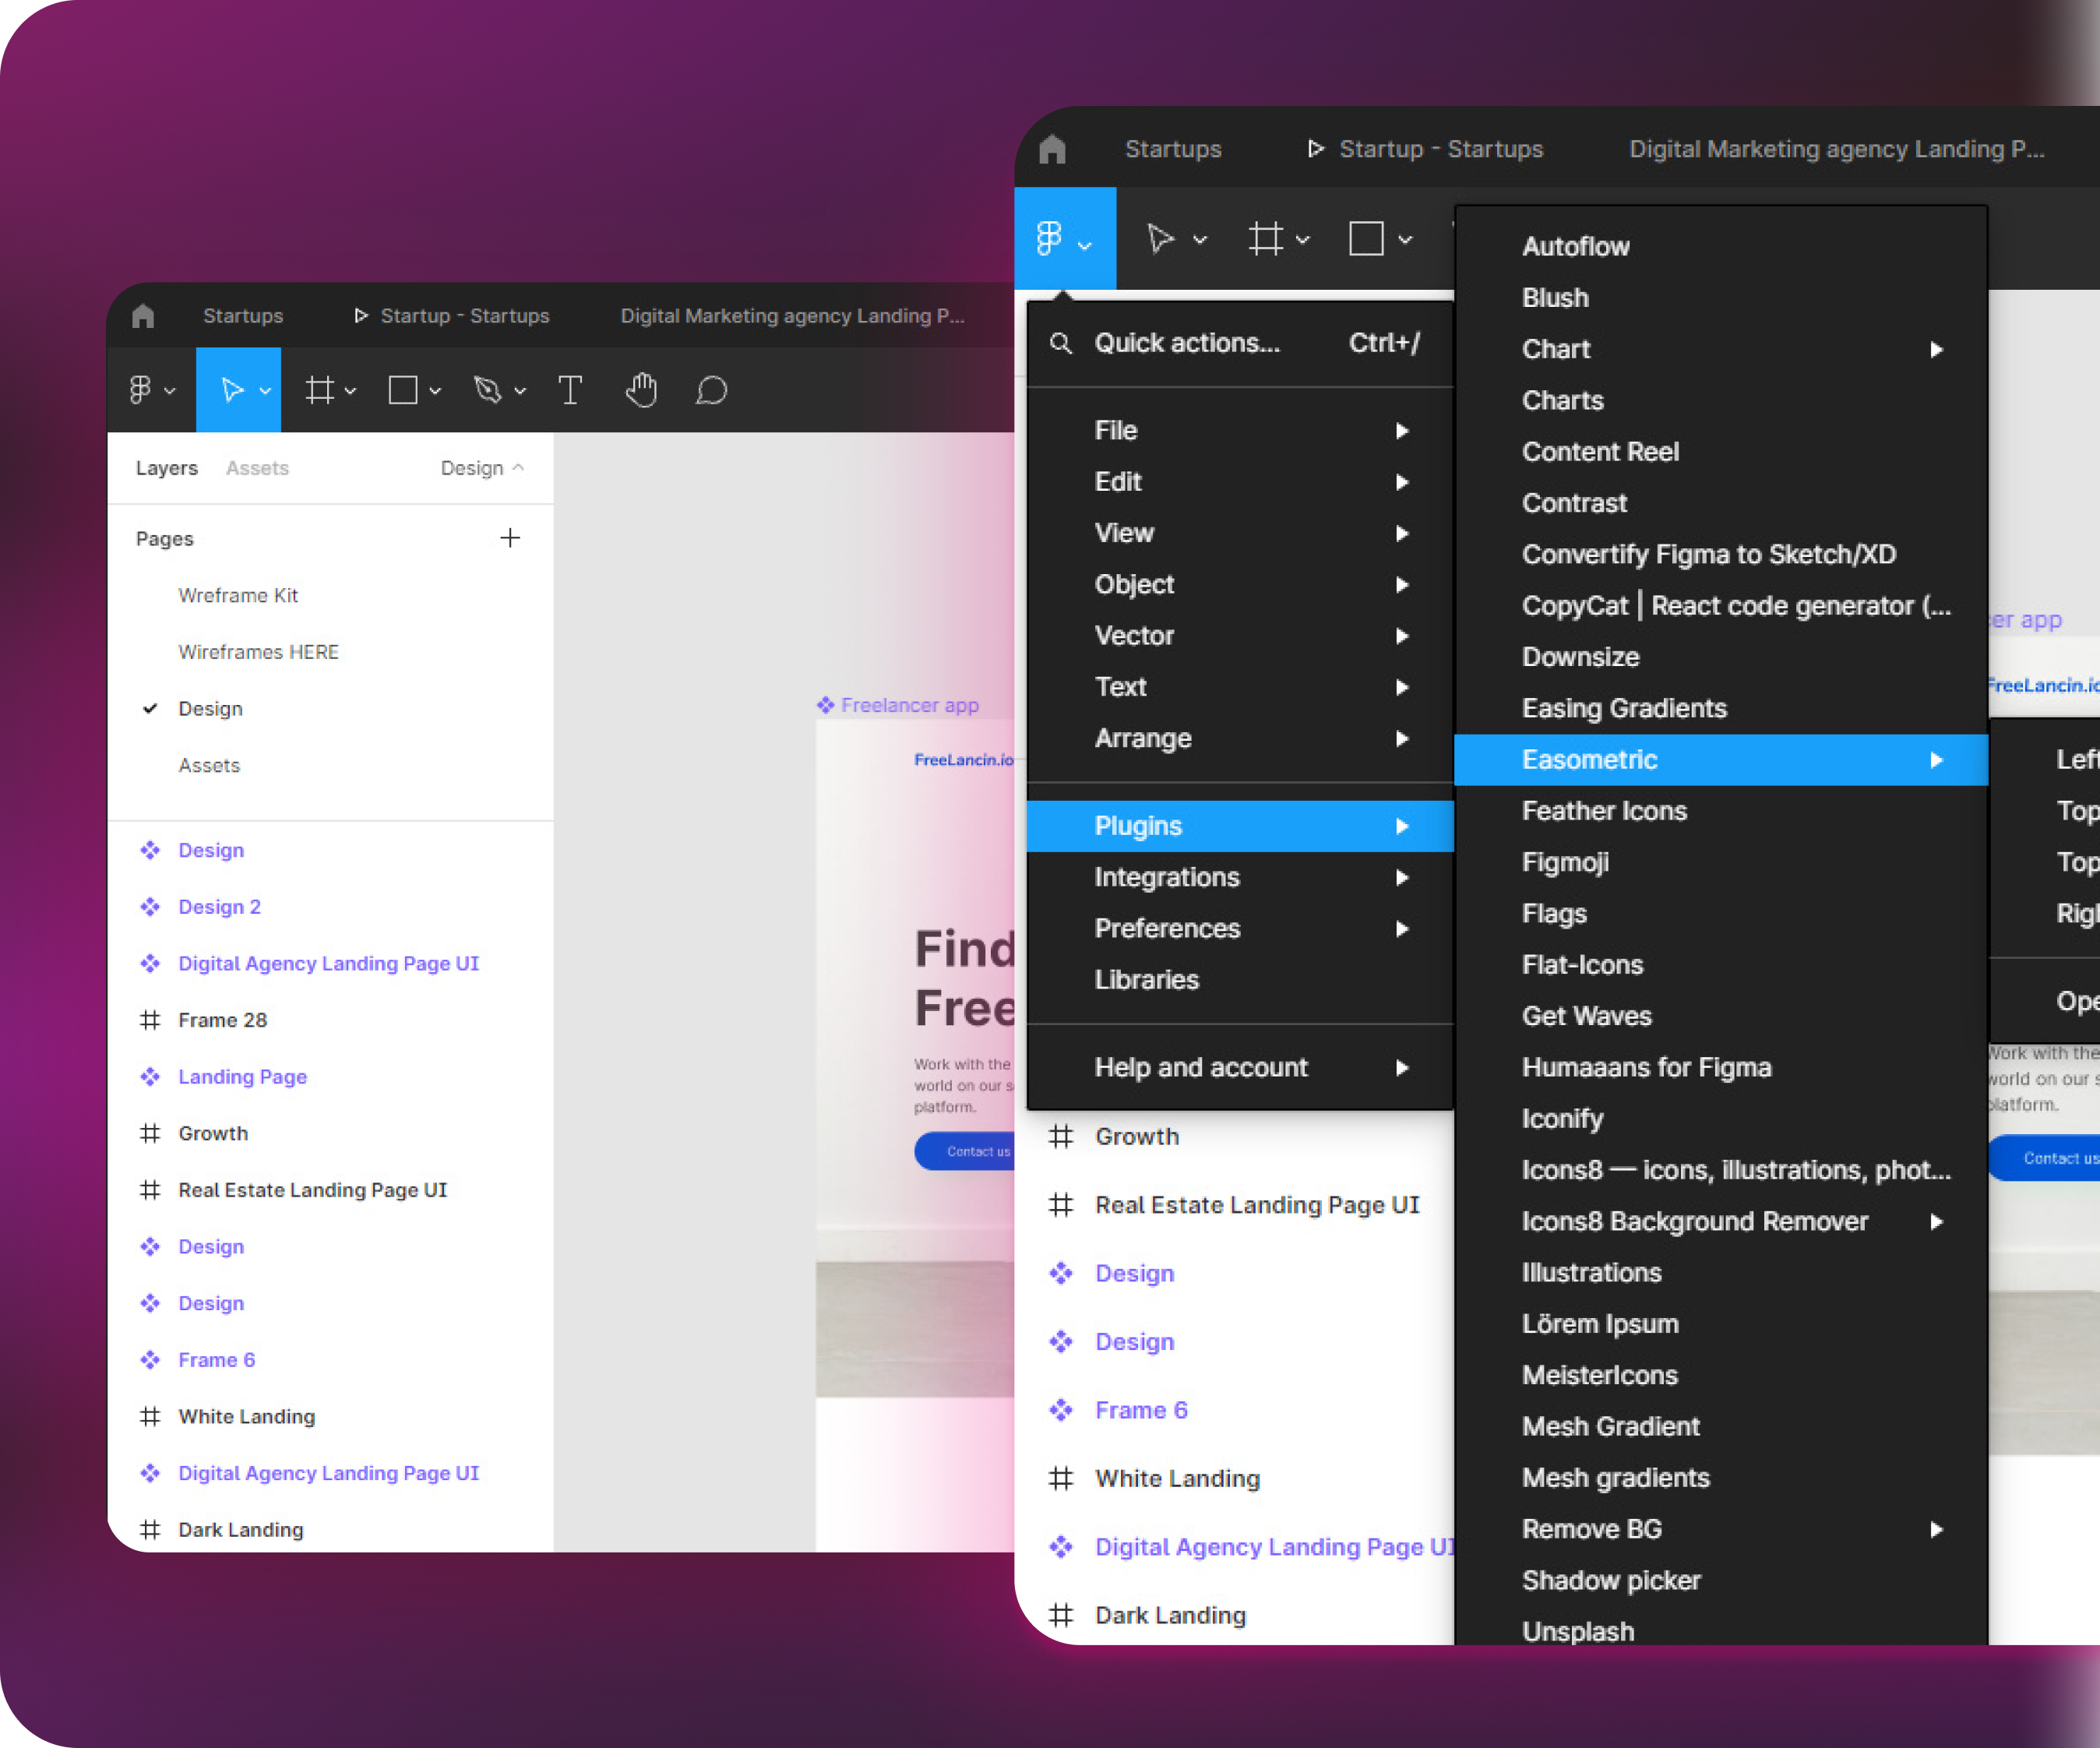 Startups
Startup - Startups
Digital Marketing agency Landing P...
Layers
Assets
Design
Pages
Wreframe Kit
Wireframes HERE
Design
Assets
Design
Design 2
Digital Agency Landing Page UI
Frame 28
Landing Page
Growth
Real Estate Landing Page UI
Design
Design
Frame 6
White Landing
Digital Agency Landing Page UI
Dark Landing
Freelancer app
FreeLancin.io
Find
Free
Work with the
world on our s
platform.
Contact us
Startups
Startup - Startups
Digital Marketing agency Landing P...
Quick actions... Ctrl+/
File
Edit
View
Object
Vector
Text
Arrange
Plugins
Integrations
Preferences
Libraries
Help and account
Growth
Real Estate Landing Page UI
Design
Design
Frame 6
White Landing
Digital Agency Landing Page UI
Dark Landing
Autoflow
Blush
Chart
Charts
Content Reel
Contrast
Convertify Figma to Sketch/XD
CopyCat | React code generator (...
Downsize
Easing Gradients
Easometric
Feather Icons
Figmoji
Flags
Flat-Icons
Get Waves
Humaaans for Figma
Iconify
Icons8 — icons, illustrations, phot...
Icons8 Background Remover
Illustrations
Lörem Ipsum
MeisterIcons
Mesh Gradient
Mesh gradients
Remove BG
Shadow picker
Unsplash
cer app
FreeLancin.io
Left
Top
Top
Righ
Ope
Work with the
world on our s
platform.
Contact us